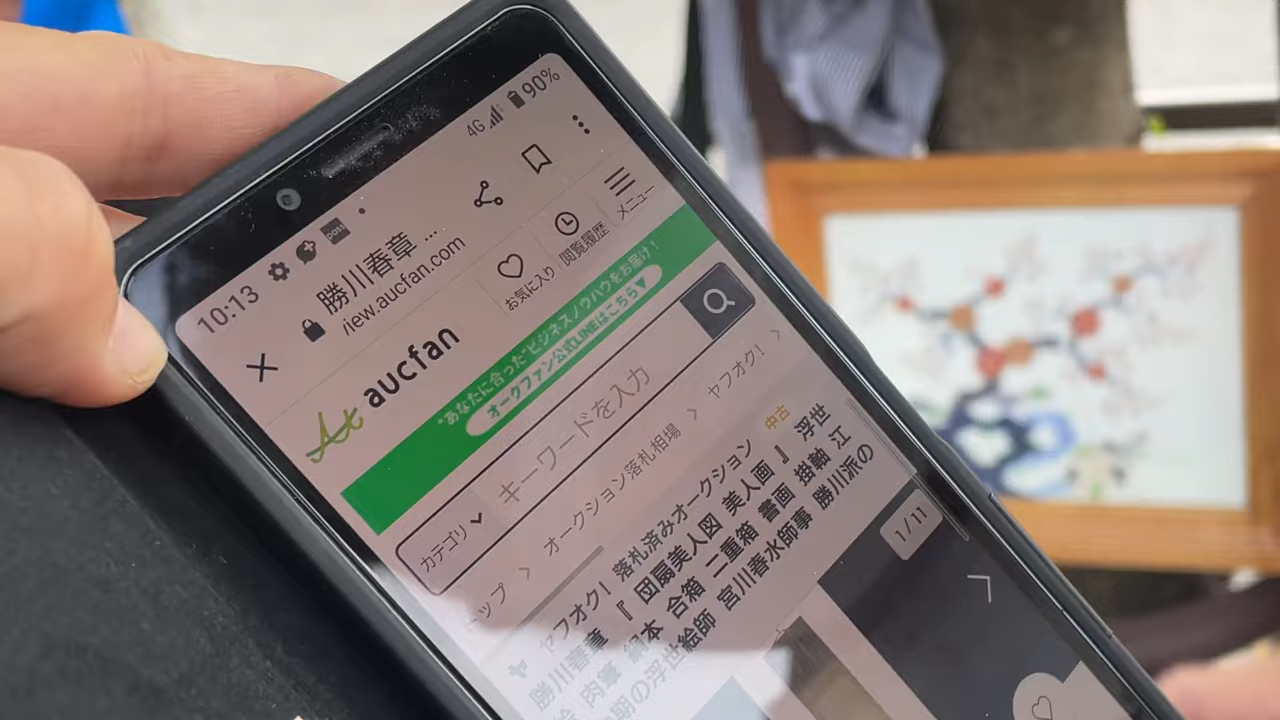 10:13
4G
90%
勝川春章 ...
iew.aucfan.com
aucfan
お気に入り
閲覧履歴
メニュー
"あなたに合った"ビジネスノウハウをお届け！
オークファン公式LINEはこちら▼
カテゴリ
キーワードを入力
ップ > オークション落札相場 > ヤフオク! >
ヤフオク! 落札済みオークション 中古
勝川春章 『 団扇美人図 美人画 』 浮世
絵 肉筆 絹本 合箱 二重箱 書画 掛軸 江
期の浮世絵師 宮川春水師事 勝川派の
1/11